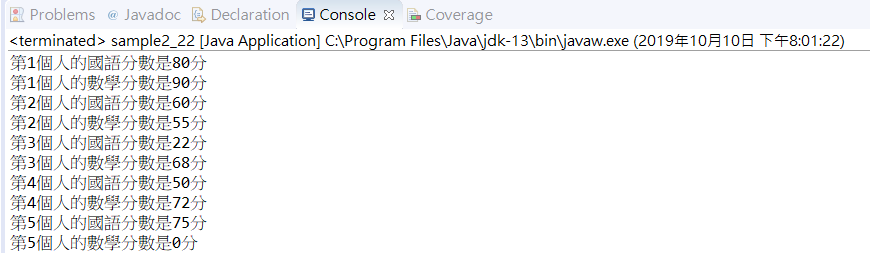 Problems @ Javadoc Declaration Console Coverage
<terminated> sample2_22 [Java Application] C:\Program Files\Java\jdk-13\bin\javaw.exe (2019年10月10日 下午8:01:22)
第1個人的國語分數是80分
第1個人的數學分數是90分
第2個人的國語分數是60分
第2個人的數學分數是55分
第3個人的國語分數是22分
第3個人的數學分數是68分
第4個人的國語分數是50分
第4個人的數學分數是72分
第5個人的國語分數是75分
第5個人的數學分數是0分